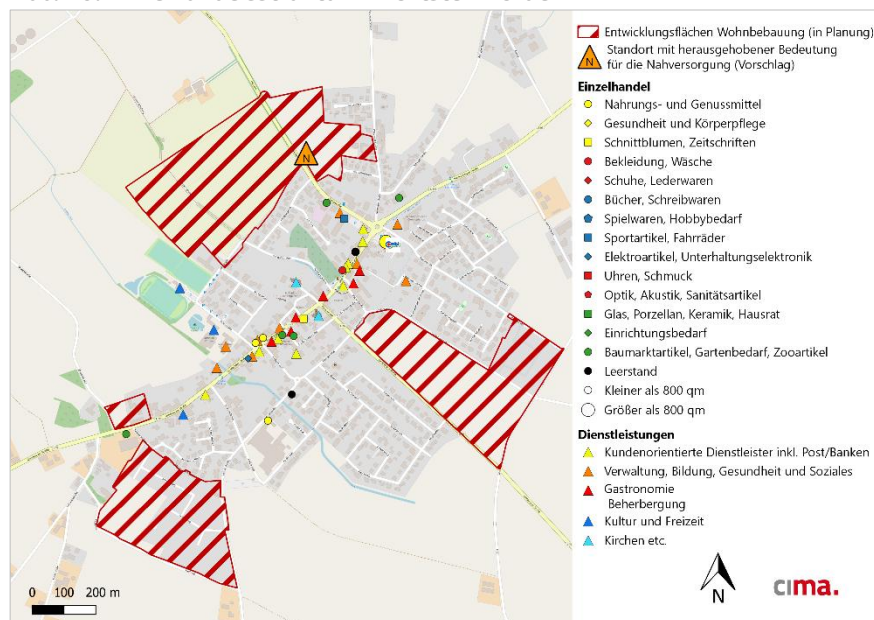 Entwicklungsflächen Wohnbebauung (in Planung)
N
Standort mit herausgehobener Bedeutung
für die Nahversorgung (Vorschlag)
Einzelhandel
Nahrungs- und Genussmittel
Gesundheit und Körperpflege
Schnittblumen, Zeitschriften
Bekleidung, Wäsche
Schuhe, Lederwaren
Bücher, Schreibwaren
Spielwaren, Hobbybedarf
Sportartikel, Fahrräder
Elektroartikel, Unterhaltungselektronik
Uhren, Schmuck
Optik, Akustik, Sanitätsartikel
Glas, Porzellan, Keramik, Hausrat
Einrichtungsbedarf
Baumarktartikel, Gartenbedarf, Zooartikel
Leerstand
Kleiner als 800 qm
Größer als 800 qm
Dienstleistungen
Kundenorientierte Dienstleister inkl. Post/Banken
Verwaltung, Bildung, Gesundheit und Soziales
Gastronomie
Beherbergung
Kultur und Freizeit
Kirchen etc.
N
0 100 200 m
N
cima.